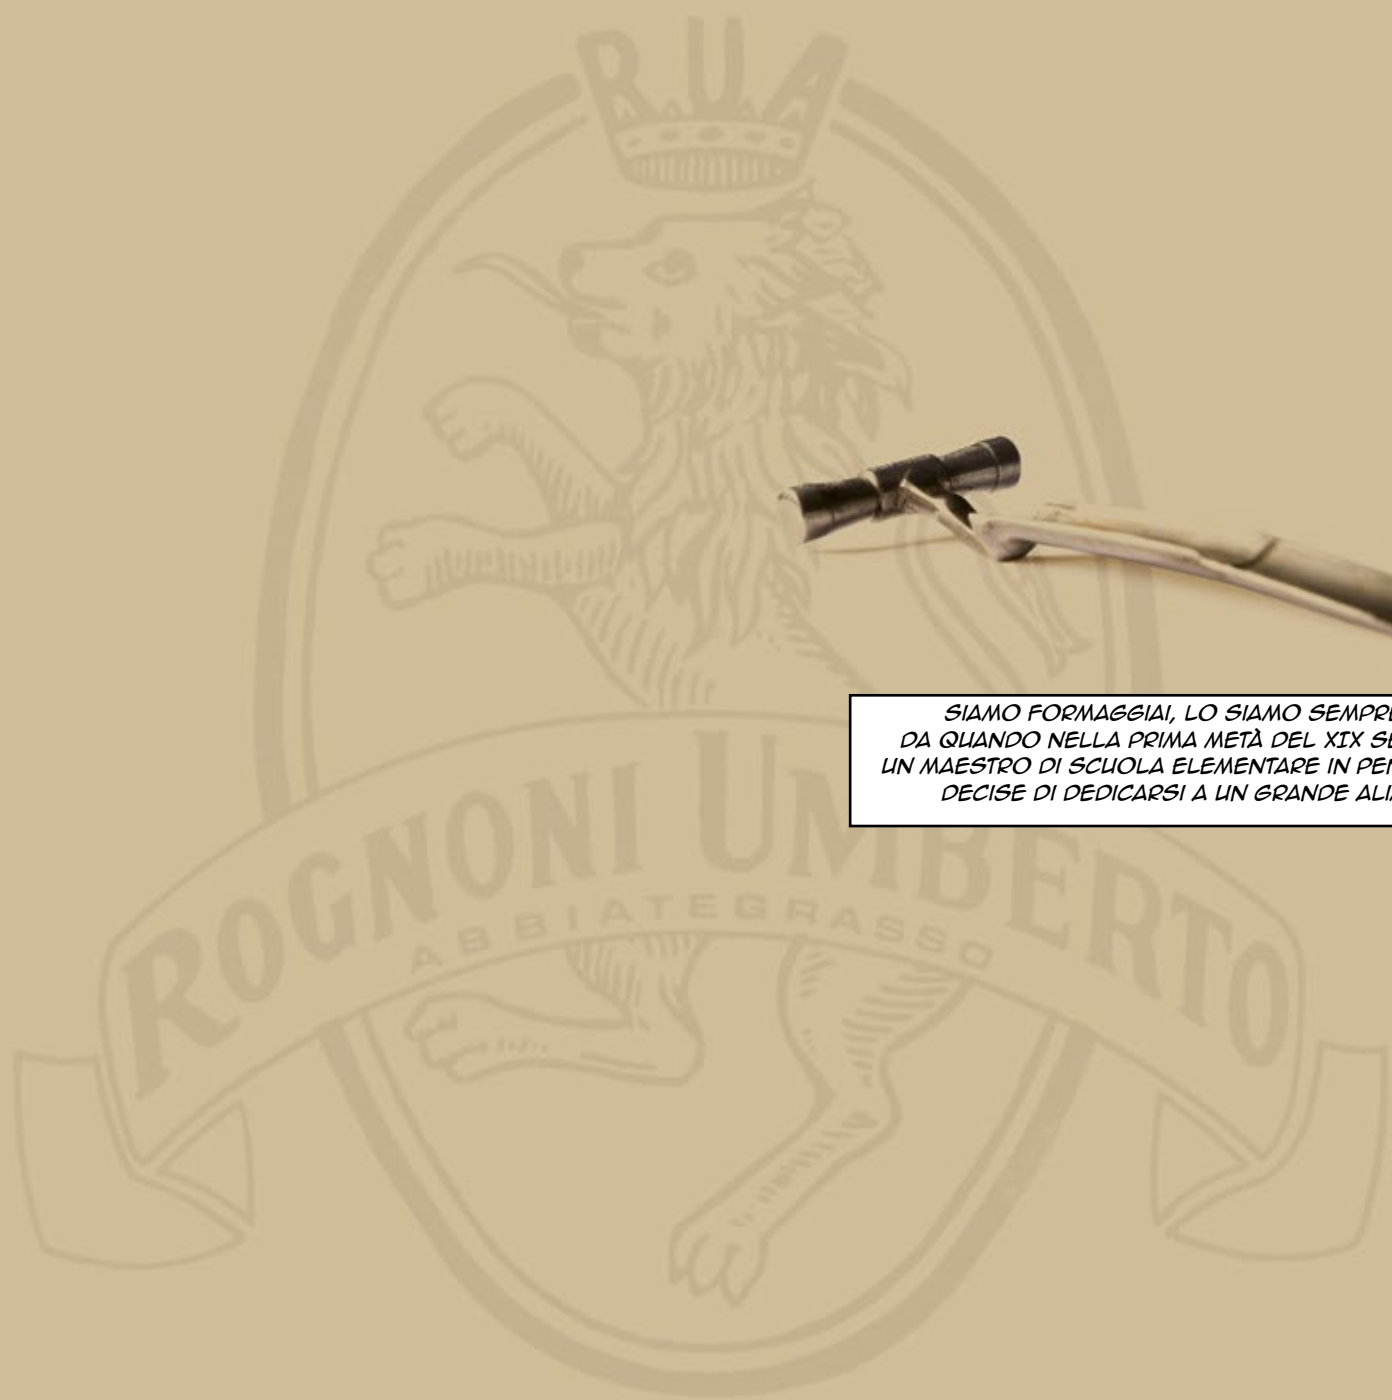 R.U.A
SIAMO FORMAGGIAI, LO SIAMO SEMPRE
DA QUANDO NELLA PRIMA METÀ DEL XIX
UN MAESTRO DI SCUOLA ELEMENTARE IN
DECISE DI DEDICARSI A UN GRANDE
ROGNONI UMBERTO
ABBIATEGRASSO